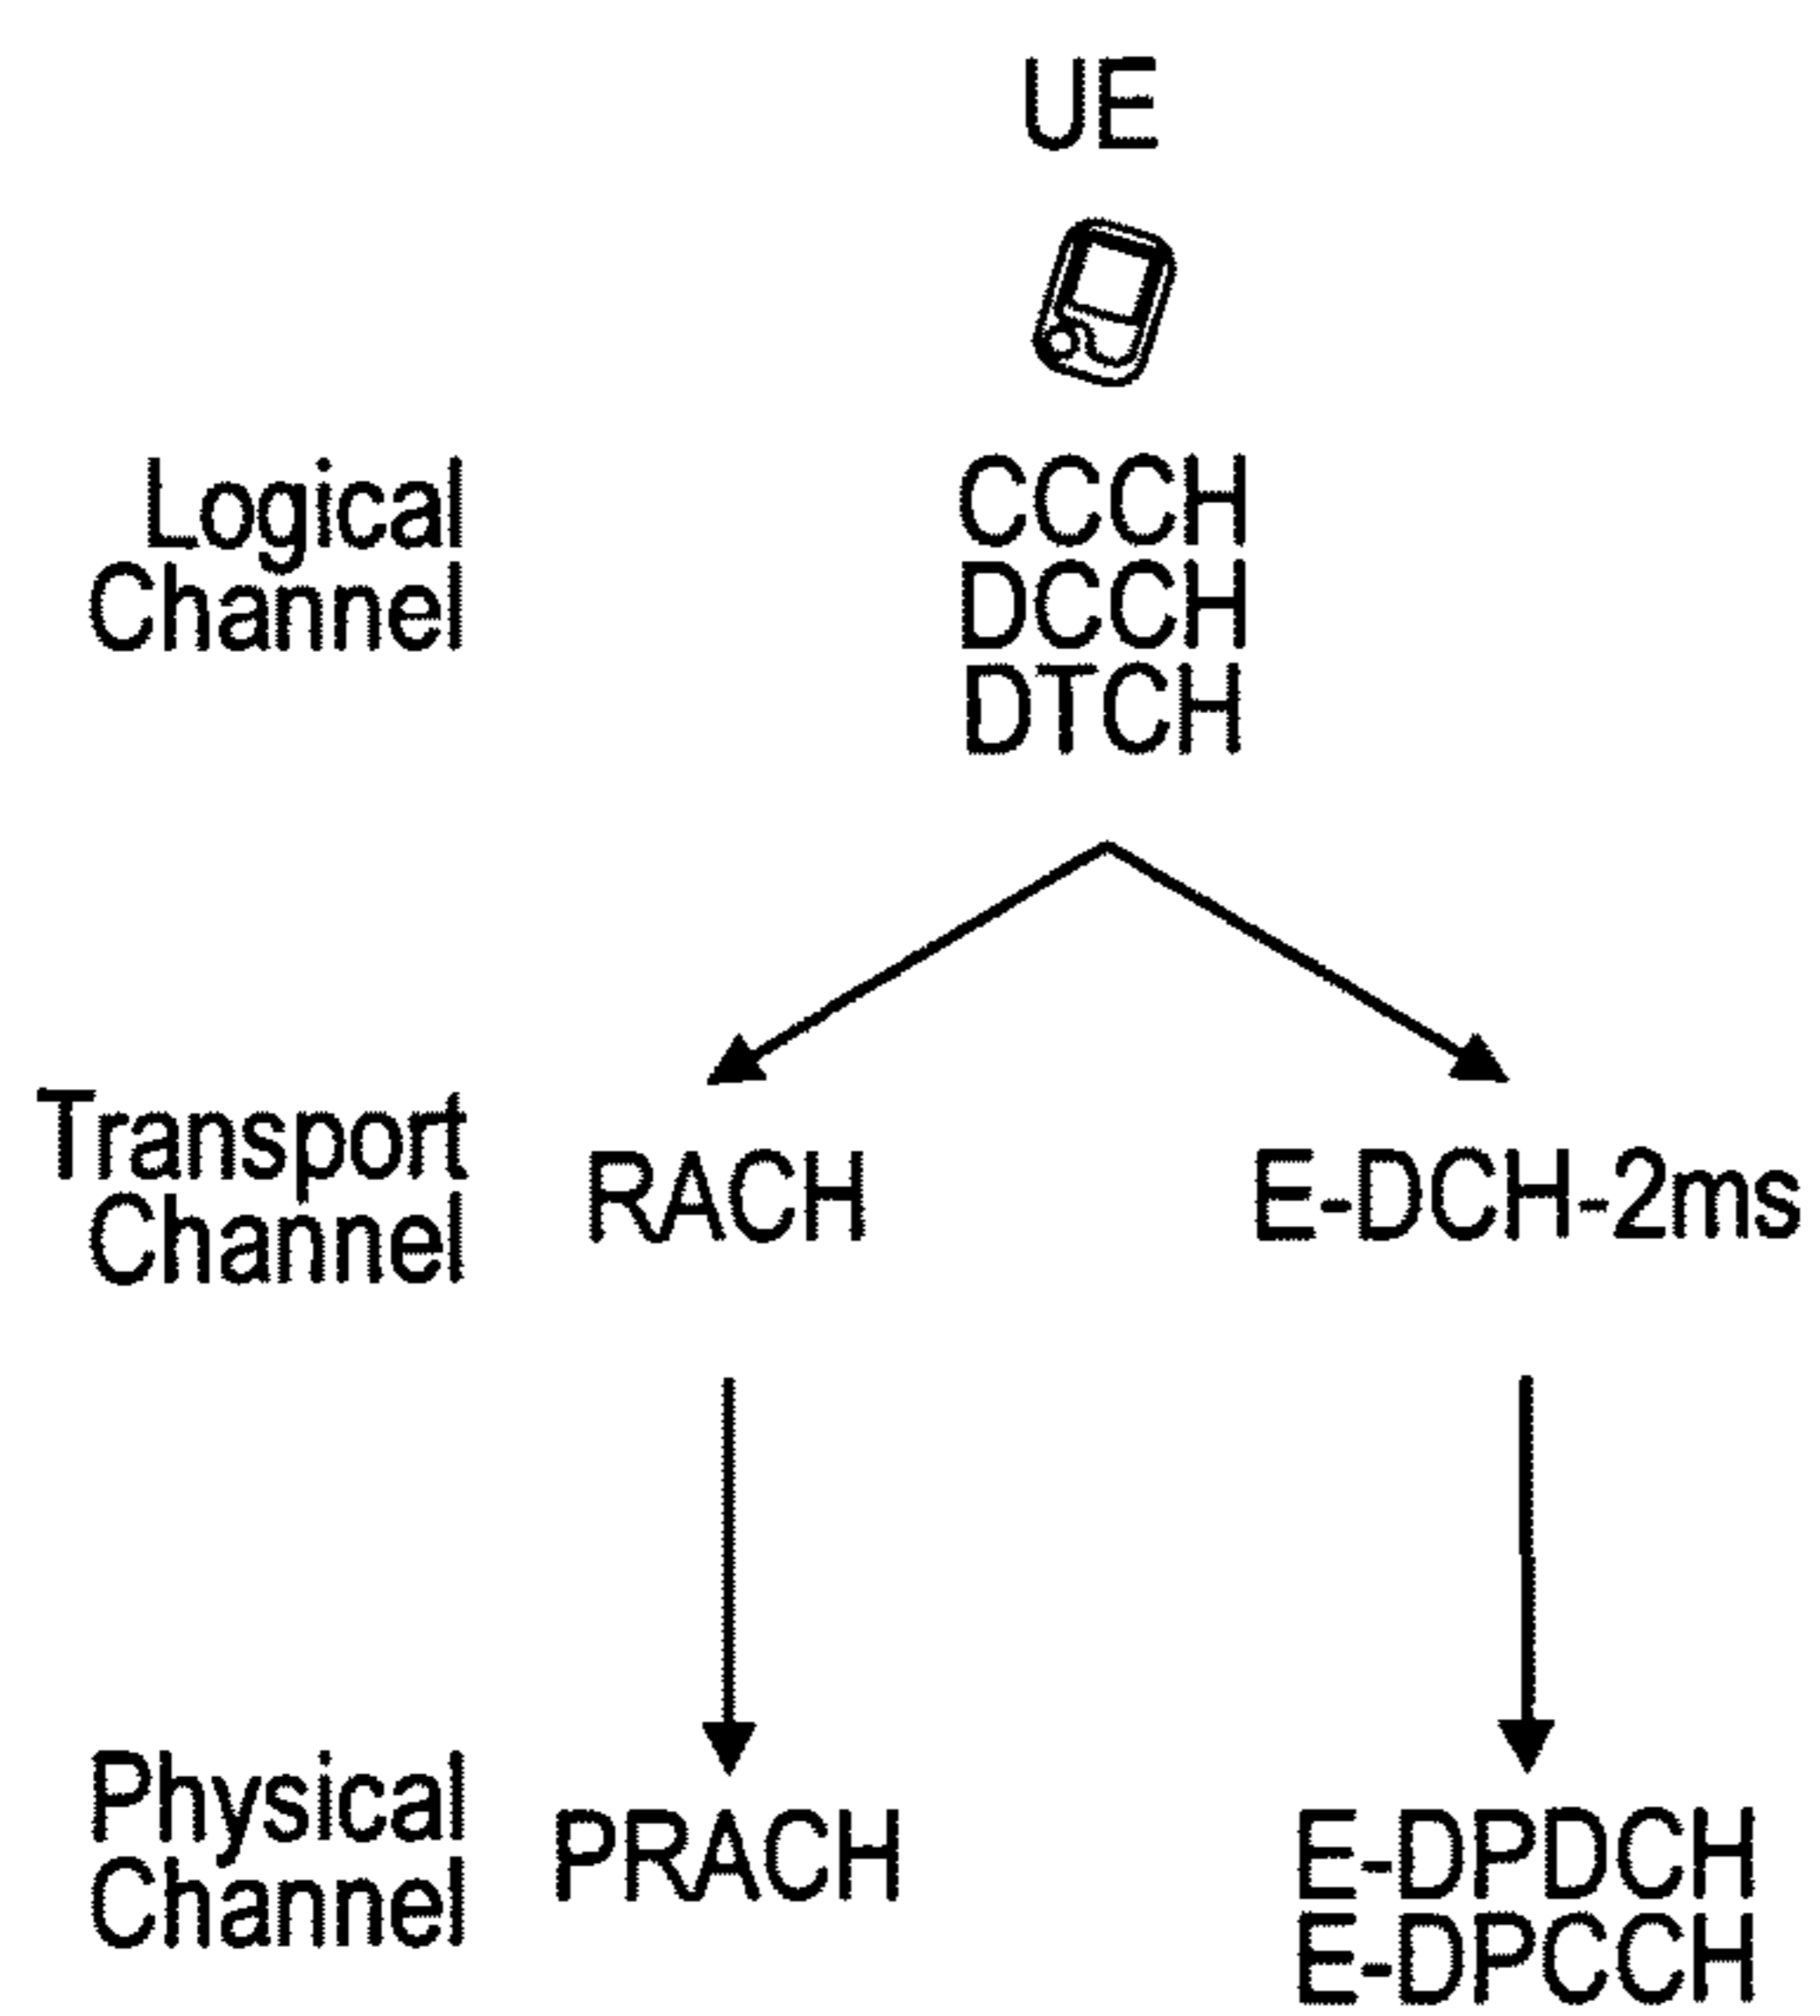 UE
Logical
Channel
CCCH
DCCH
DTCH
Transport
Channel
RACH
E-DCH-2ms
Physical
Channel
PRACH
E-DPDCH
E-DPCCH